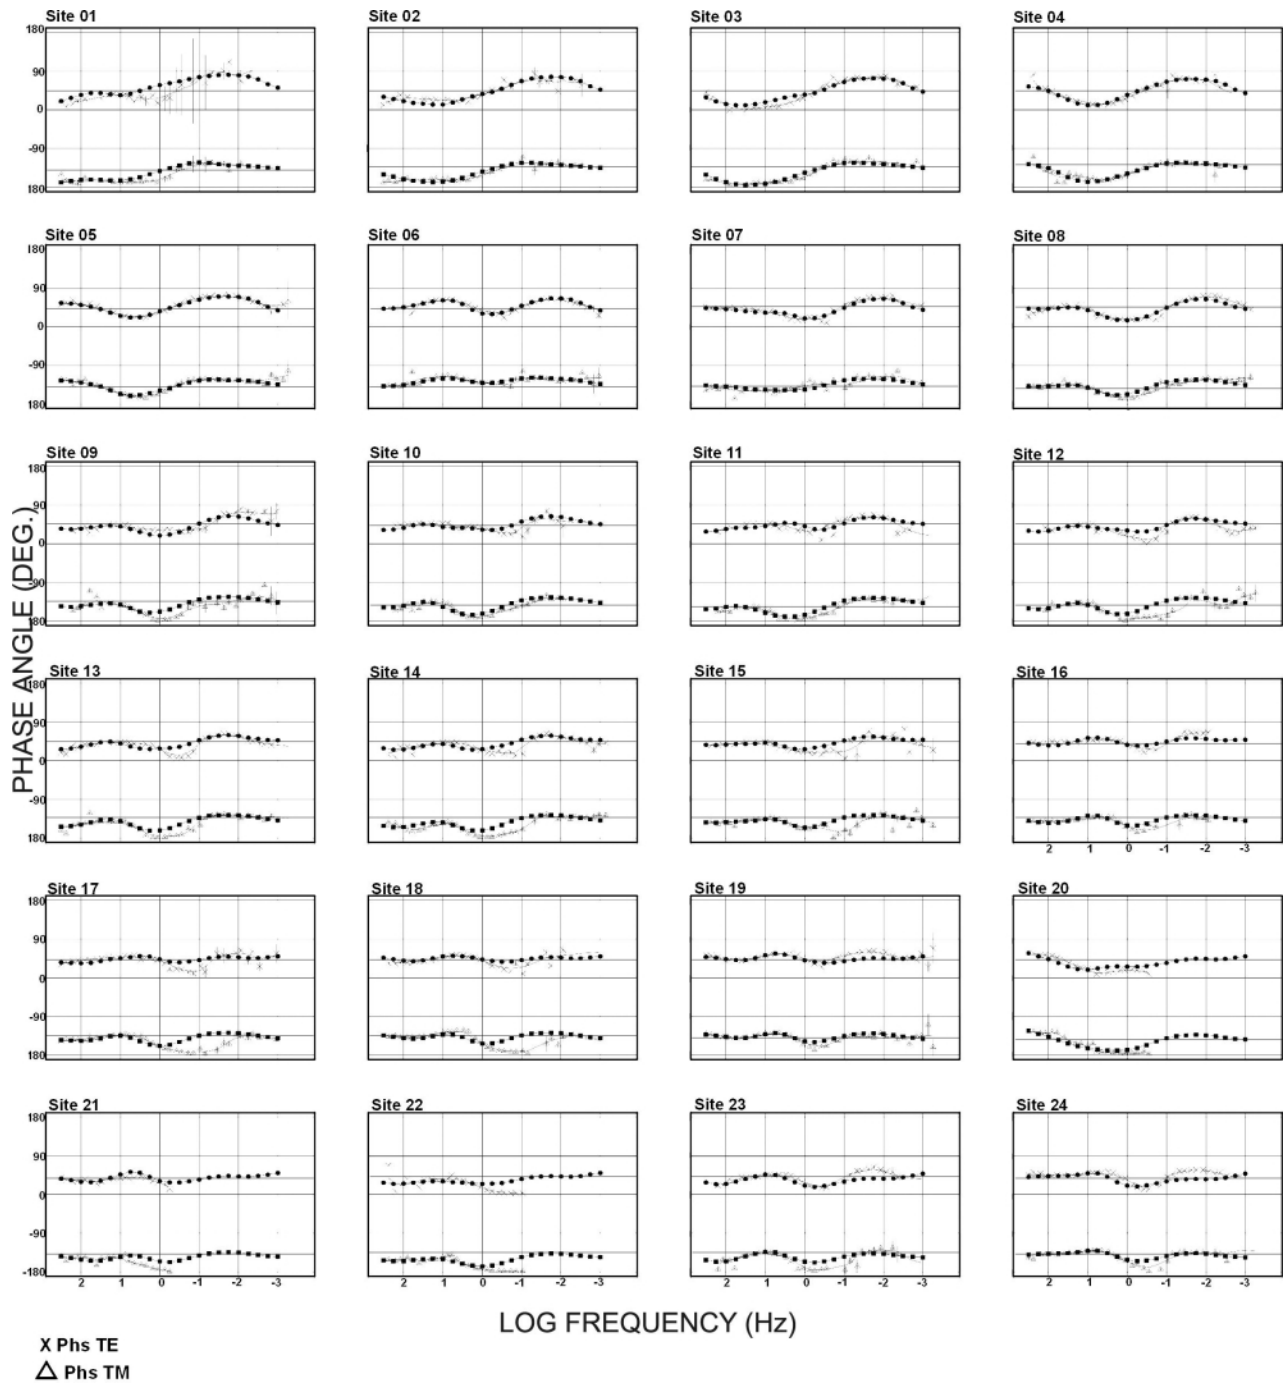 Site 01 Site 02 Site 03 Site 04
180
90
0
-90
180
Site 05 Site 06 Site 07 Site 08
180
90
0
-90
180
Site 09 Site 10 Site 11 Site 12
180
90
0
-90
180
PHASE ANGLE (DEG.)
Site 13 Site 14 Site 15 Site 16
180
90
0
-90
180
2 1 0 -1 -2 -3
Site 17 Site 18 Site 19 Site 20
180
90
0
-90
180
Site 21 Site 22 Site 23 Site 24
180
90
0
-90
-180
2 1 0 -1 -2 -3 2 1 0 -1 -2 -3 2 1 0 -1 -2 -3 2 1 0 -1 -2 -3
LOG FREQUENCY (Hz)
X Phs TE
△ Phs TM